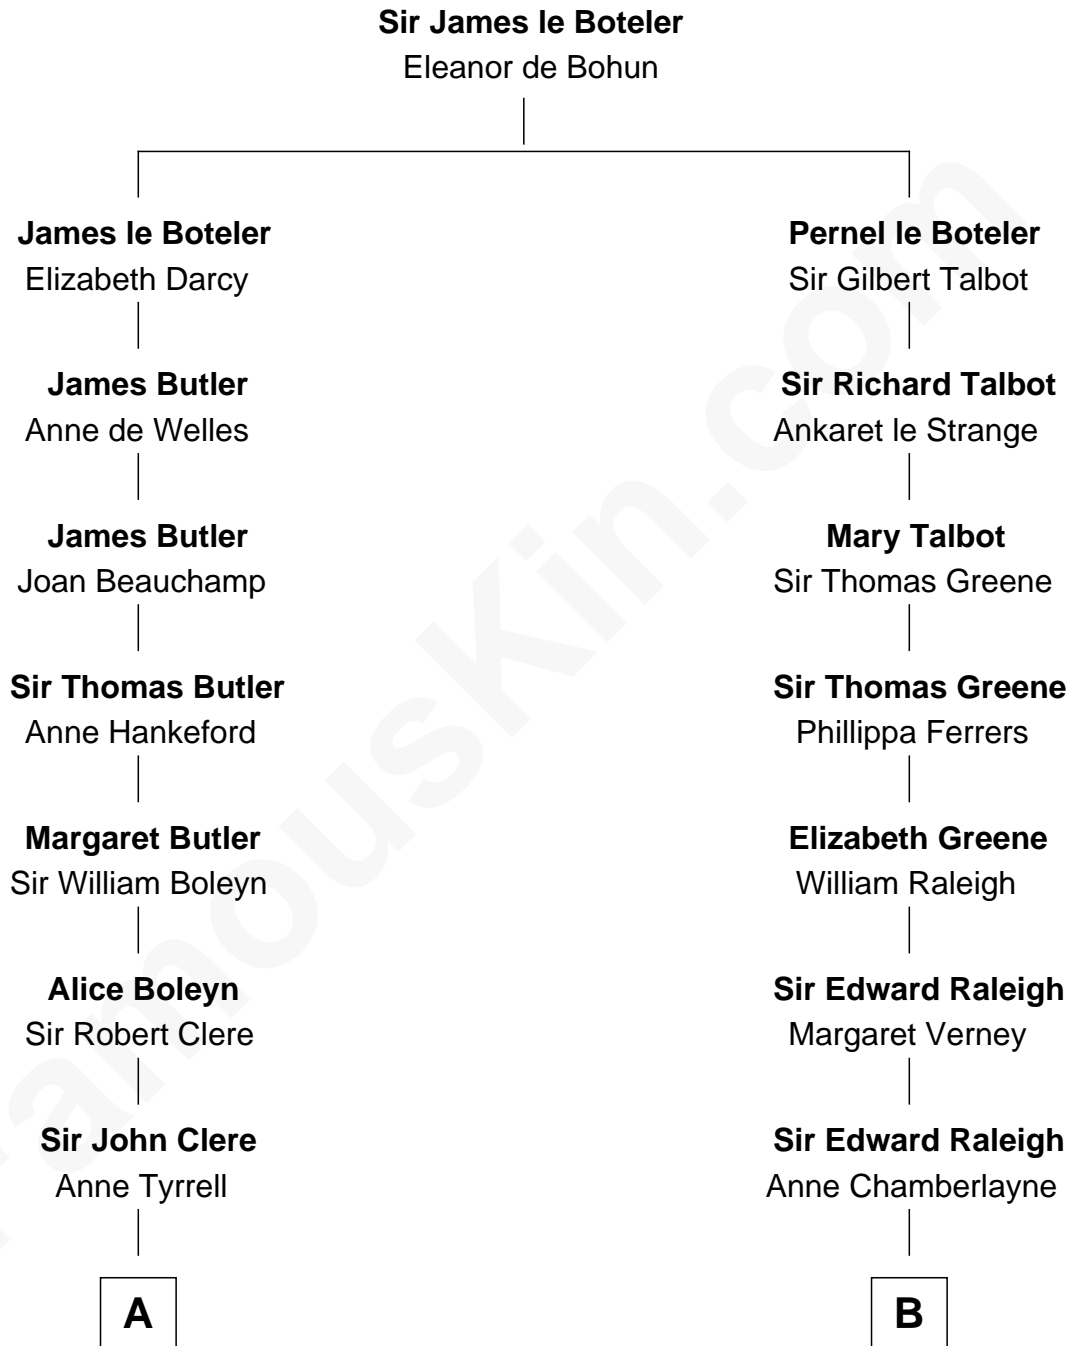 Sir James le Boteler
Eleanor de Bohun
James le Boteler
Elizabeth Darcy
Pernel le Boteler
Sir Gilbert Talbot
James Butler
Anne de Welles
Sir Richard Talbot
Ankaret le Strange
James Butler
Joan Beauchamp
Mary Talbot
Sir Thomas Greene
Sir Thomas Butler
Anne Hankeford
Sir Thomas Greene
Phillippa Ferrers
Margaret Butler
Sir William Boleyn
Elizabeth Greene
William Raleigh
Alice Boleyn
Sir Robert Clere
Sir Edward Raleigh
Margaret Verney
Sir John Clere
Anne Tyrrell
Sir Edward Raleigh
Anne Chamberlayne
A
B
FamousKin.com